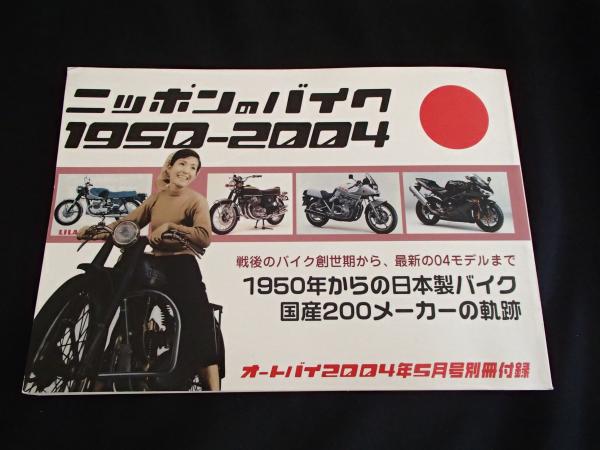 ニッポンのバイク
1950-2004
LILA
戦後のバイク創世期から、最新の04モデルまで
1950年からの日本製バイク
国産200メーカーの軌跡
オートバイ2004年5月号別冊付録